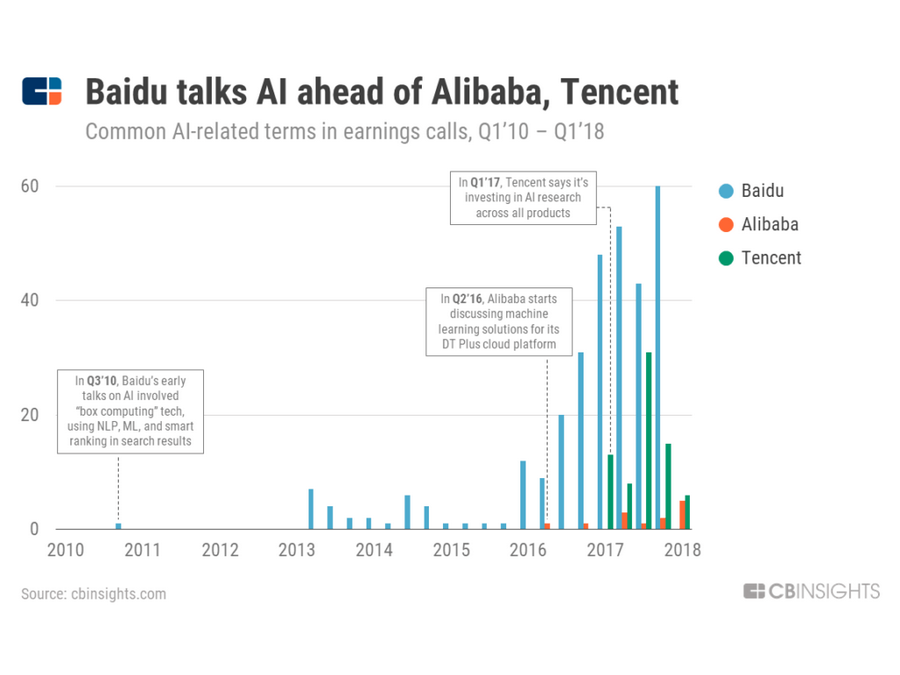 Baidu talks AI ahead of Alibaba, Tencent
Common AI-related terms in earnings calls, Q1'10 – Q1'18
60
40
20
0
In Q1'17, Tencent says it's
investing in AI research
across all products
In Q2'16, Alibaba starts
discussing machine
learning solutions for its
DT Plus cloud platform
In Q3'10, Baidu's early
talks on AI involved
"box computing" tech,
using NLP, ML, and smart
ranking in search results
Baidu
Alibaba
Tencent
2010 2011 2012 2013 2014 2015 2016 2017 2018
Source: cbinsights.com
CBINSIGHTS